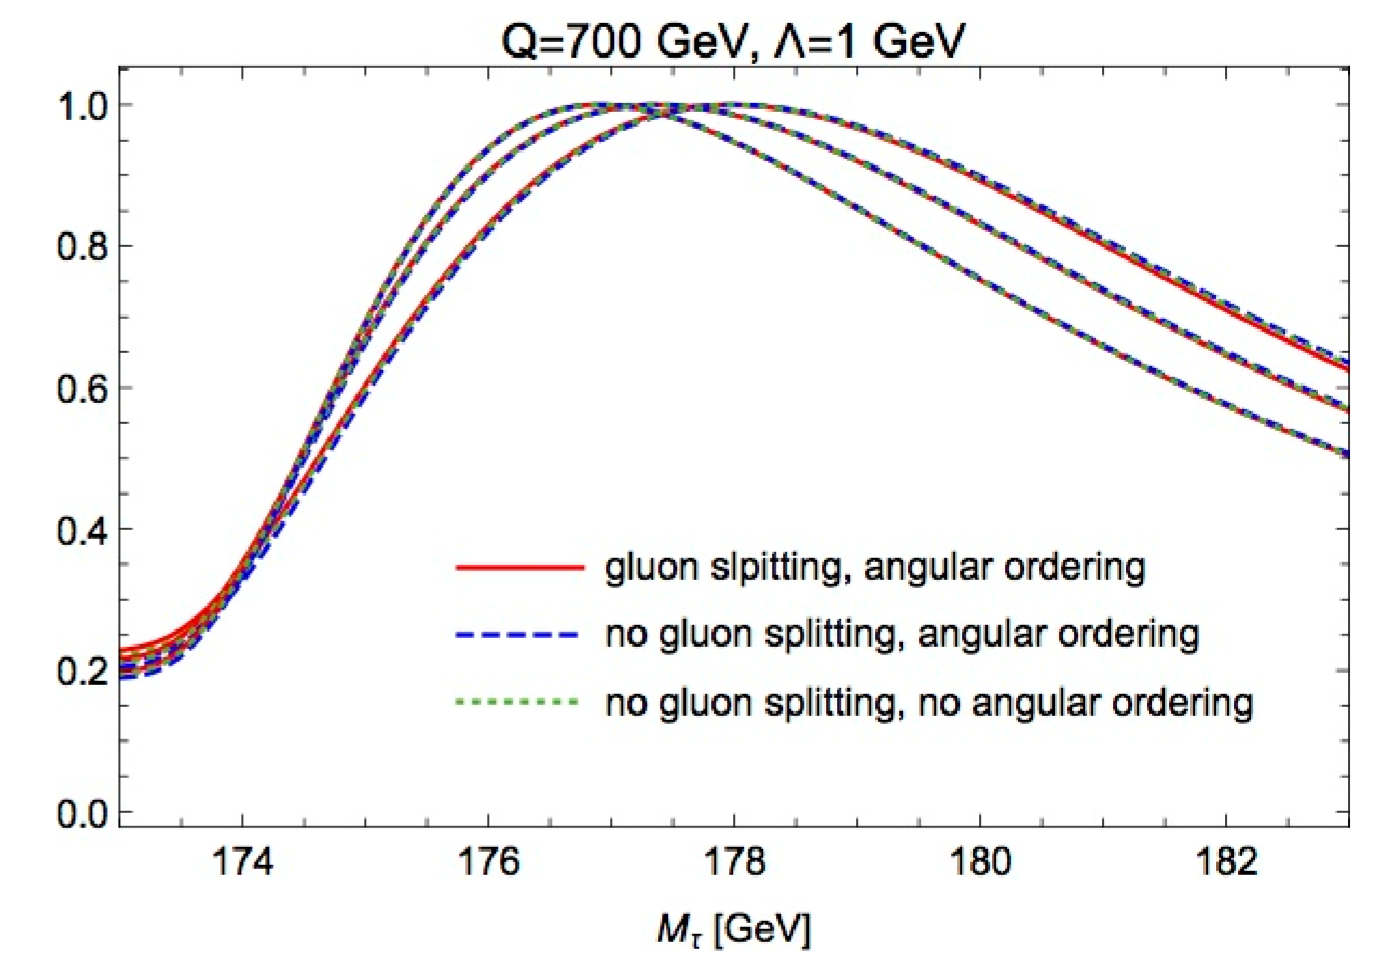 Q=700 GeV, Λ=1 GeV
1.0
0.8
0.6
0.4
0.2
0.0
gluon slpitting, angular ordering
no gluon splitting, angular ordering
no gluon splitting, no angular ordering
174 176 178 180 182
Mτ [GeV]